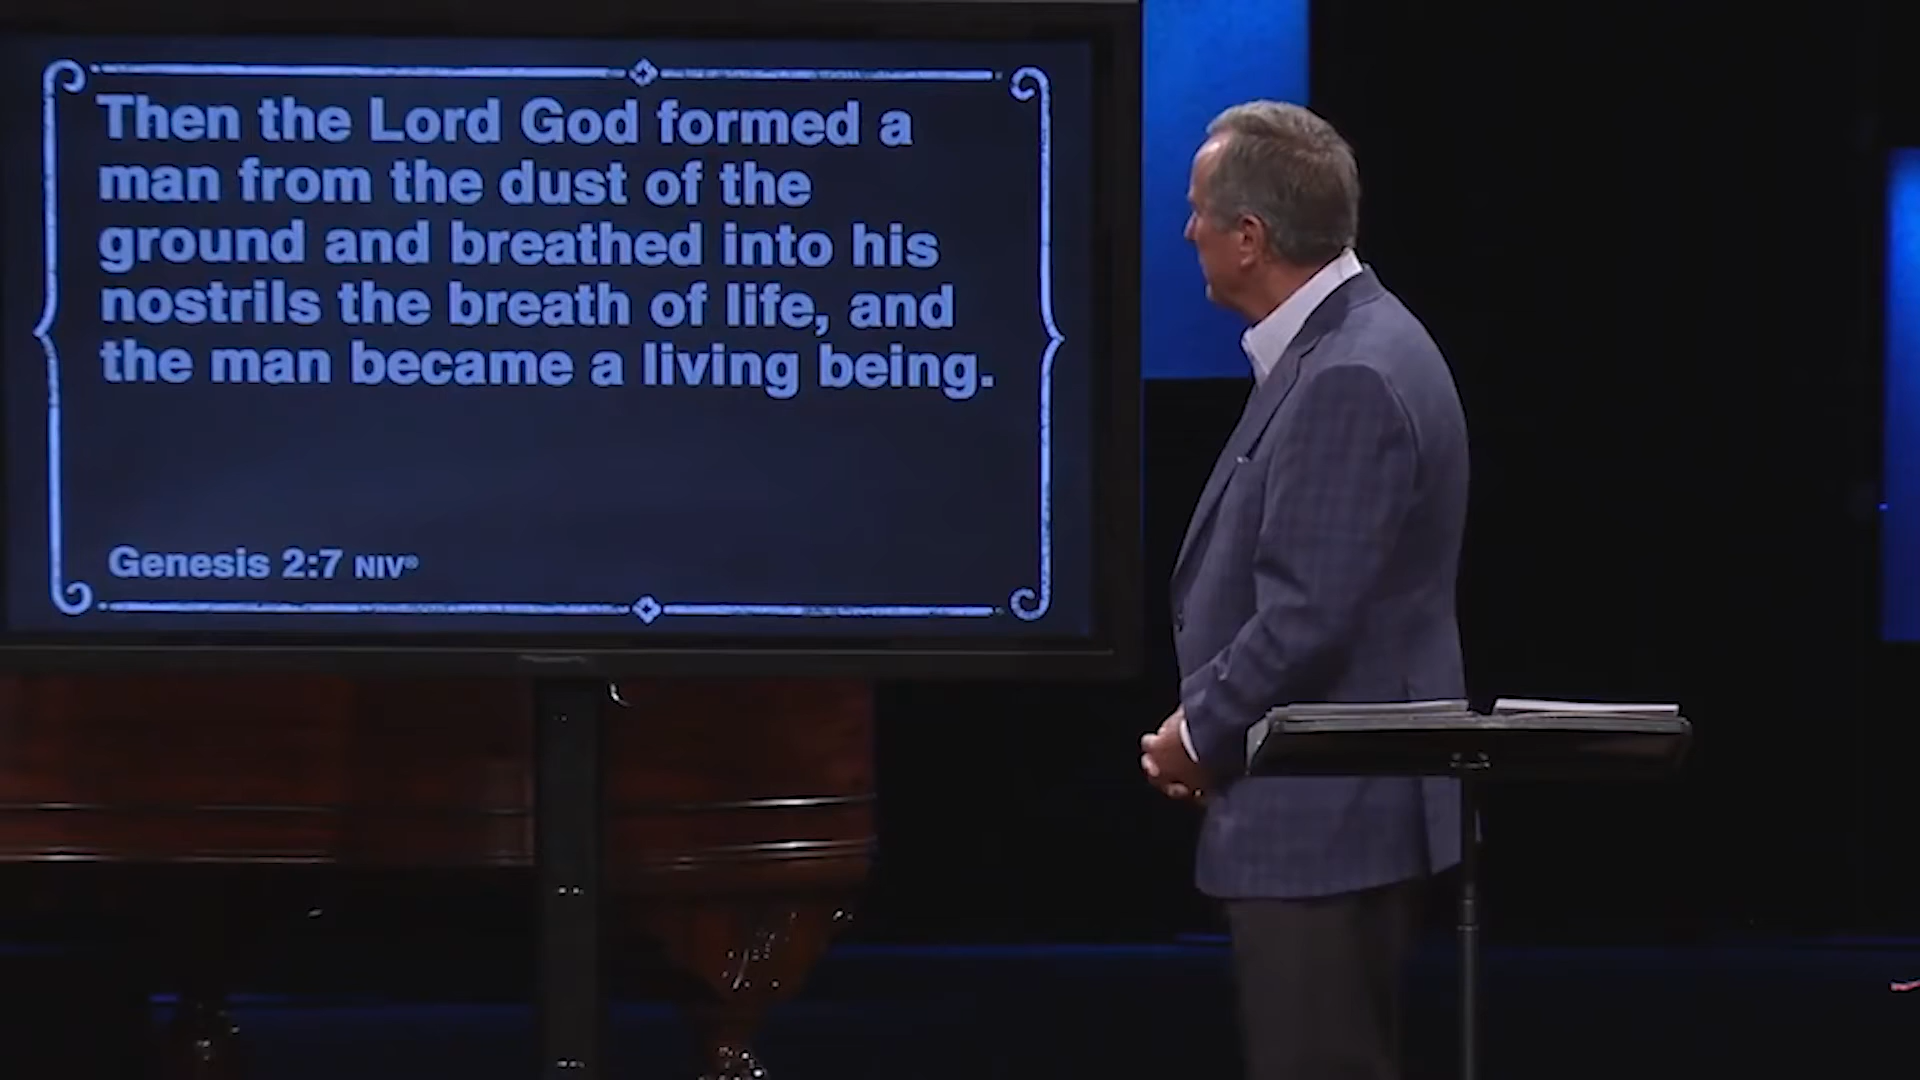 Then the Lord God formed a
man from the dust of the
ground and breathed into his
nostrils the breath of life, and
the man became a living being.
Genesis 2:7 NIV®